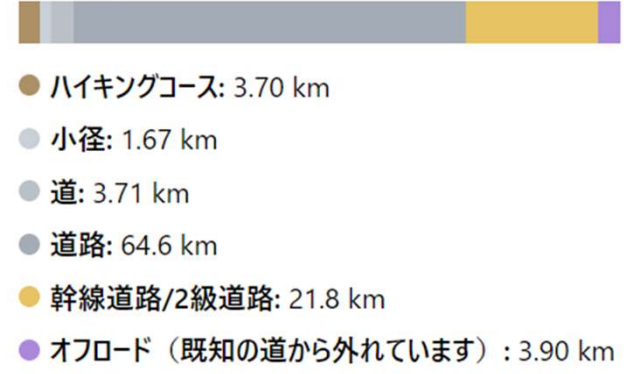 ハイキングコース: 3.70 km
小径: 1.67 km
道: 3.71 km
道路: 64.6 km
幹線道路/2級道路: 21.8 km
オフロード（既知の道から外れています）: 3.90 km